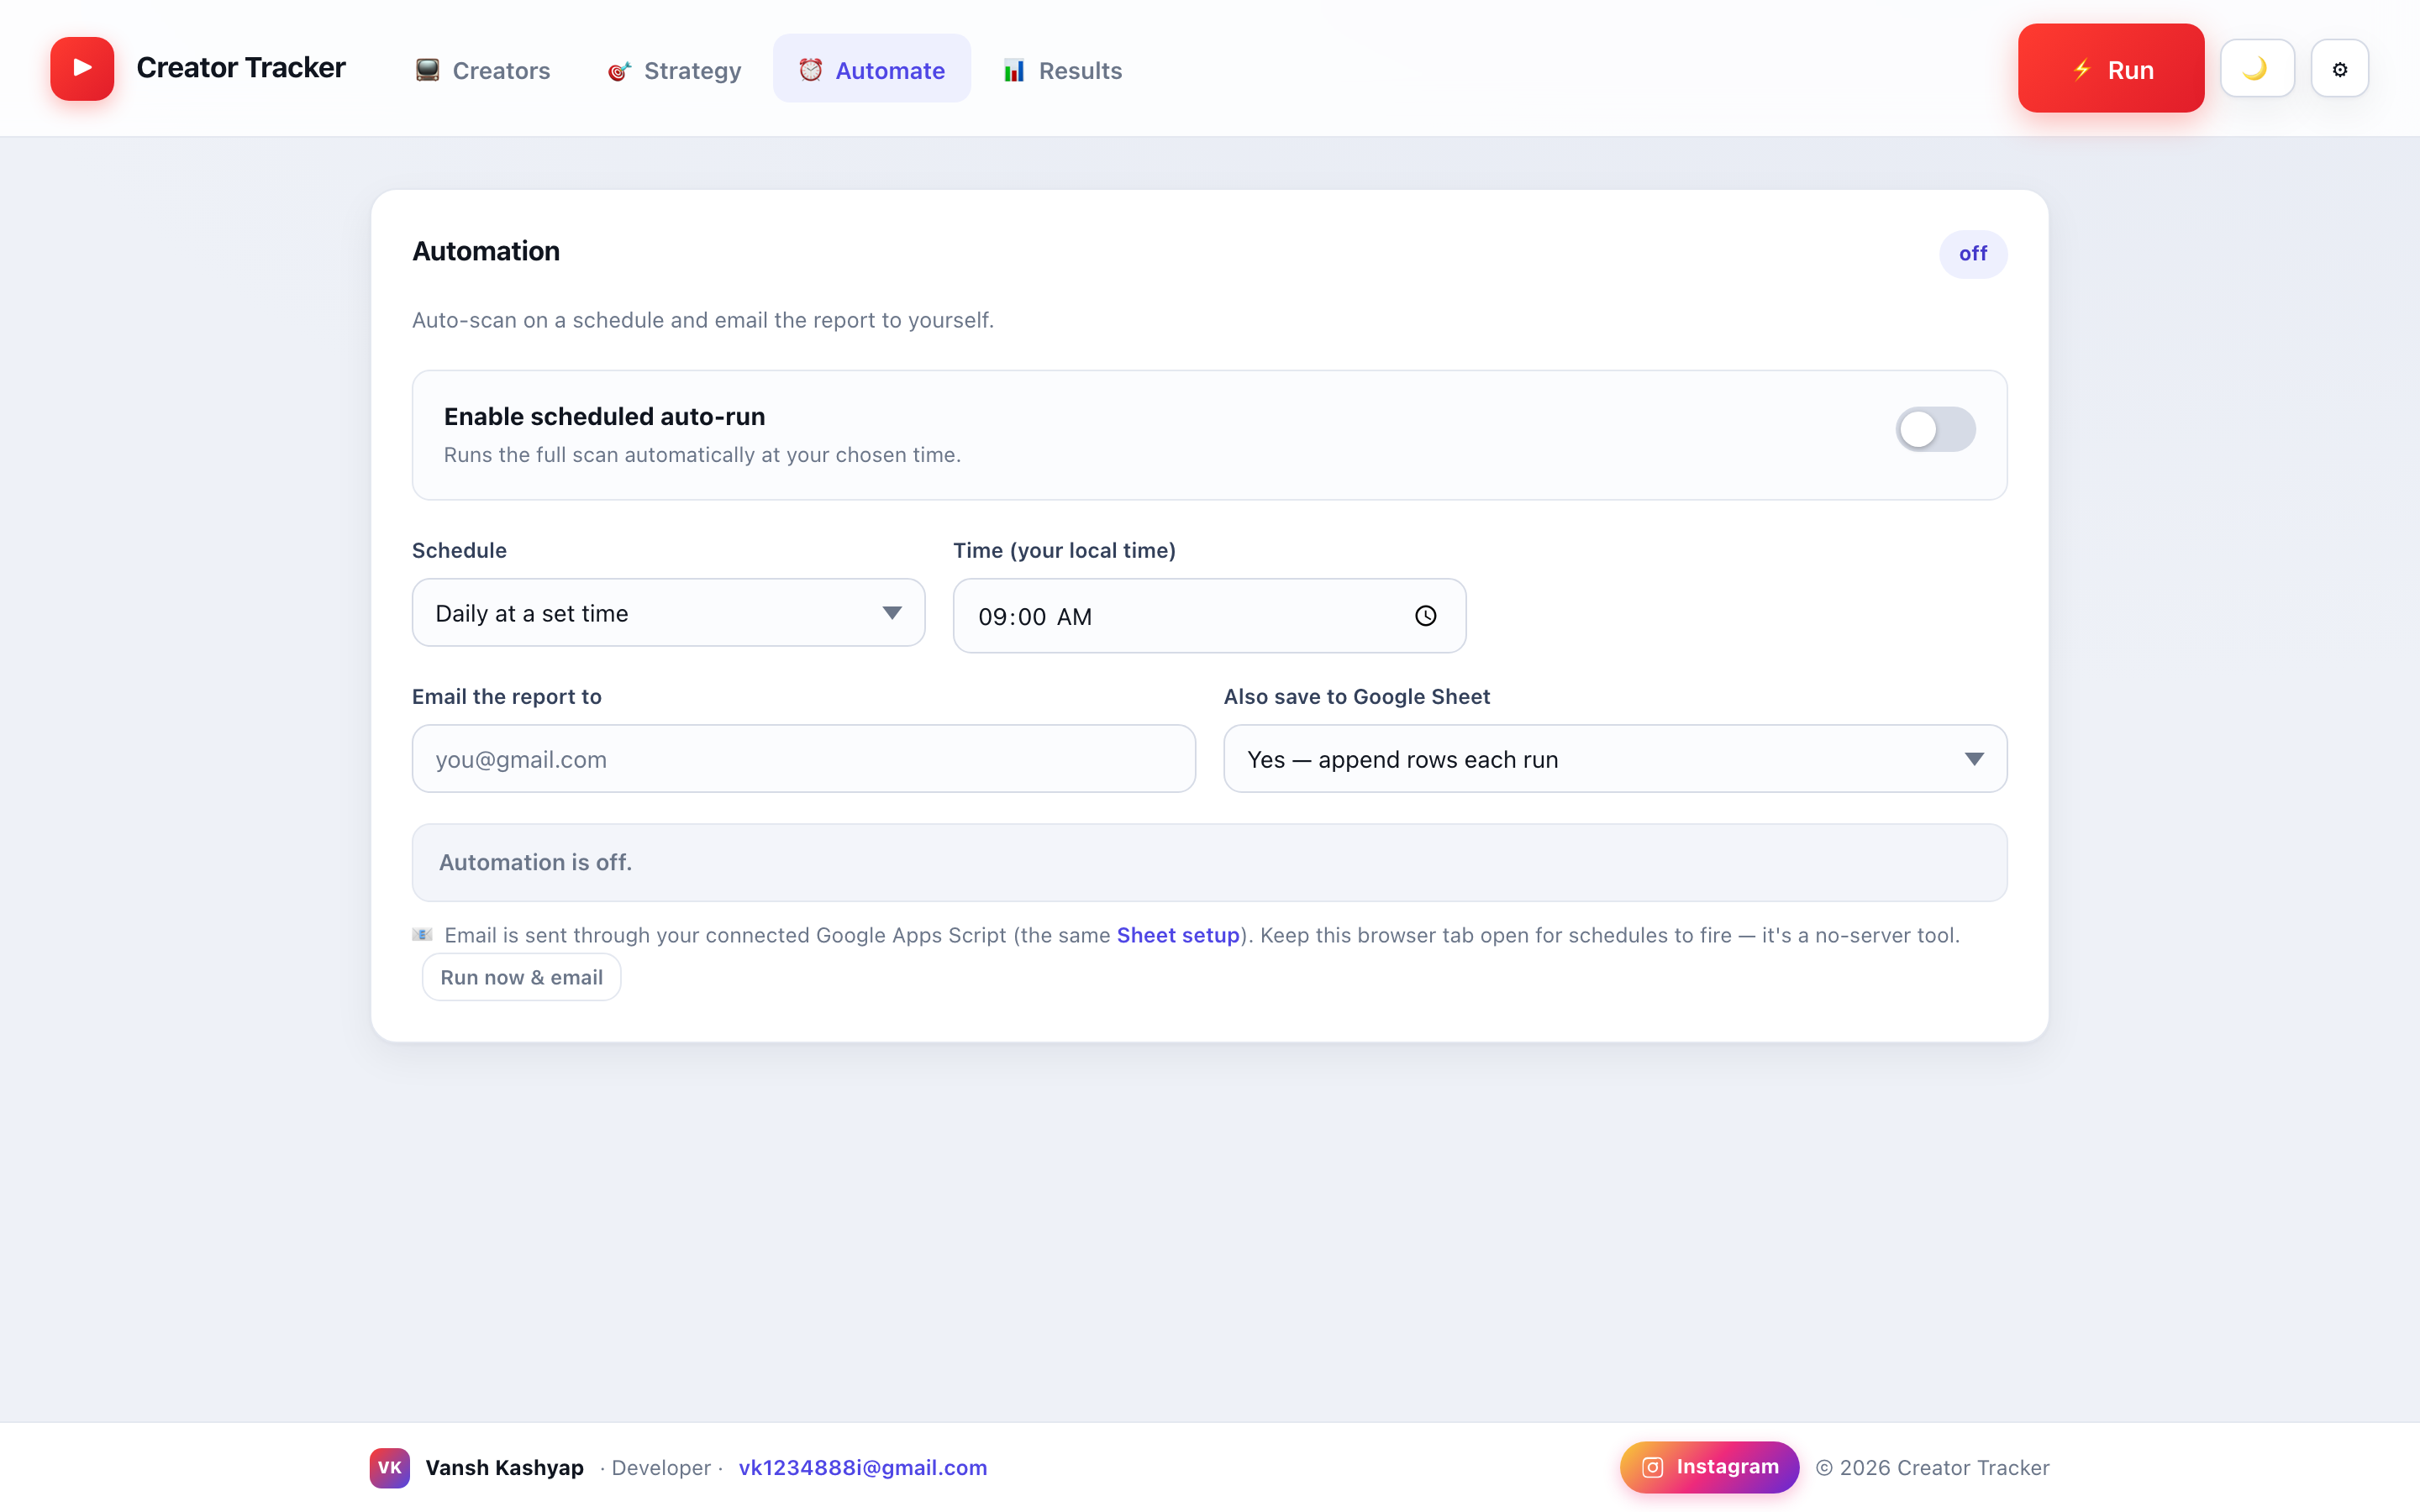 Creator Tracker
Creators
Strategy
Automate
Results
Run
Automation
off
Auto-scan on a schedule and email the report to yourself.
Enable scheduled auto-run
Runs the full scan automatically at your chosen time.
Schedule
Time (your local time)
Daily at a set time
09:00 AM
Email the report to
Also save to Google Sheet
you@gmail.com
Yes — append rows each run
Automation is off.
Email is sent through your connected Google Apps Script (the same Sheet setup). Keep this browser tab open for schedules to fire — it's a no-server tool.
Run now & email
VK Vansh Kashyap · Developer · vk1234888i@gmail.com
Instagram
© 2026 Creator Tracker